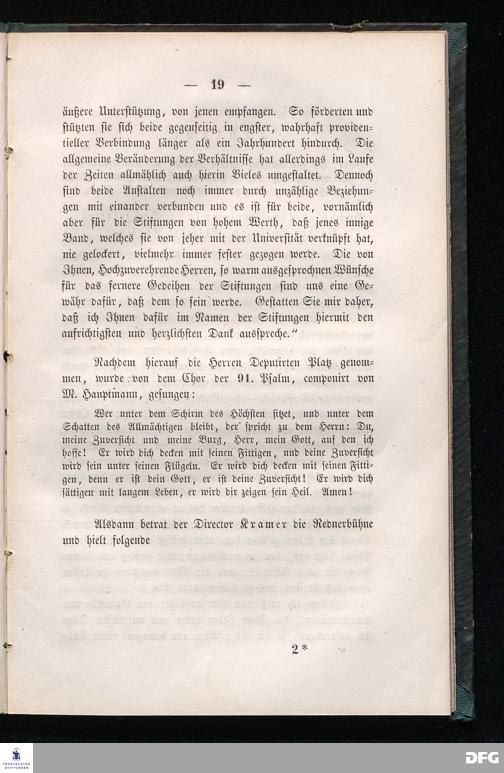 — 19 —
äußere Unterstützung, von jenen empfangen. So förderten und
stützten sie sich beide gegenseitig in engster, wahrhaft providen-
tieller Verbindung länger als ein Jahrhundert hindurch. Die
allgemeine Veränderung der Verhältnisse hat allerdings im Laufe
der Zeiten allmählich auch hierin Vieles umgestaltet. Dennoch
sind beide Anstalten noch immer durch unzählige Beziehun-
gen mit einander verbunden und es ist für beide, vornämlich
aber für die Stiftungen von hohem Werth, daß jenes innige
Band, welches sie von jeher mit der Universität verknüpft hat,
nie gelockert, vielmehr immer fester gezogen werde. Die von
Ihnen, Hochzuverehrende Herren, so warm ausgesprochnen Wünsche
für das fernere Gedeihen der Stiftungen sind uns eine Ge-
währ dafür, daß dem so sein werde. Gestatten Sie mir daher,
daß ich Ihnen dafür im Namen der Stiftungen hiermit den
aufrichtigsten und herzlichsten Dank ausspreche.“
Nachdem hierauf die Herren Deputirten Platz genom-
men, wurde von dem Chor der 91. Psalm, componirt von
M. Hauptmann, gesungen:
Wer unter dem Schirm des Höchsten sitzet, und unter dem
Schatten des Allmächtigen bleibt, der spricht zu dem Herrn: Du,
meine Zuversicht und meine Burg, Herr, mein Gott, auf den ich
hoffe! Er wird dich decken mit seinen Fittigen, und deine Zuversicht
wird sein unter seinen Flügeln. Er wird dich decken mit seinen Fitti-
gen, denn er ist dein Gott, er ist deine Zuversicht! Er wird dich
sättigen mit langem Leben, er wird dir zeigen sein Heil. Amen!
Alsdann betrat der Director Kramer die Rednerbühne
und hielt folgende
2*
FRANCKESCHE
STIFTUNGEN
DFG